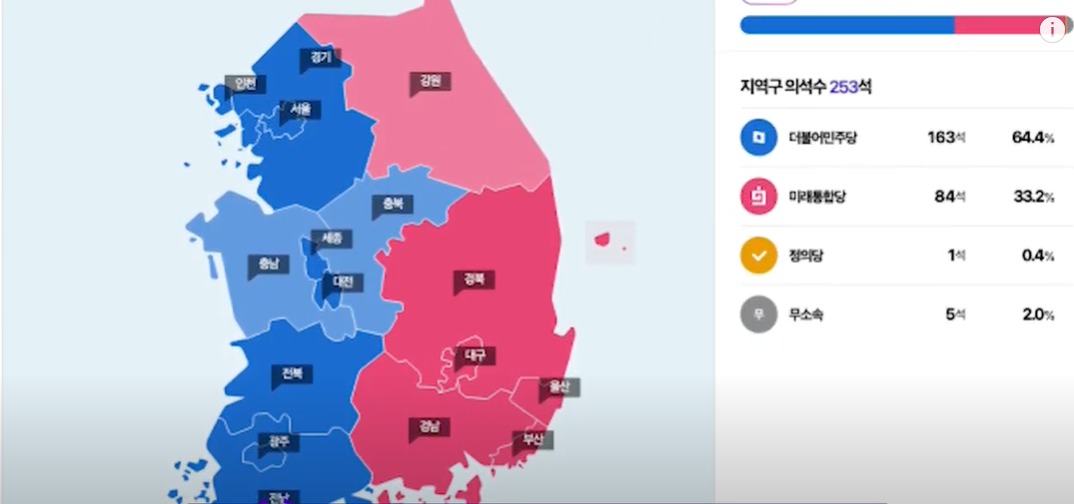 경기
인천
강원
서울
충북
세종
충남
대전
경북
대구
전북
울산
경남
부산
광주
전남
지역구 의석수 253석
더불어민주당 163석 64.4%
미래통합당 84석 33.2%
정의당 1석 0.4%
무 무소속 5석 2.0%